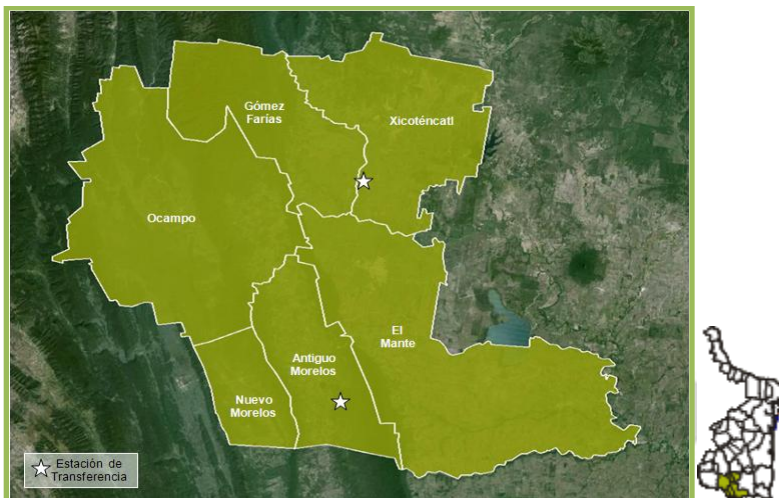 Gómez
Farías
Xicoténcatl
Ocampo
El
Mante
Antiguo
Morelos
Nuevo
Morelos
Estación de
Transferencia